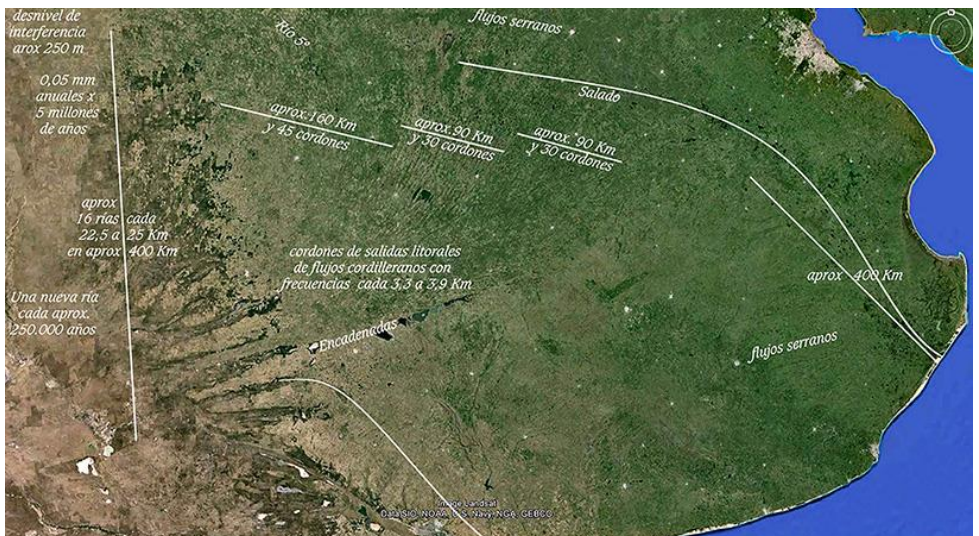 desnivel de
interferencia
arox 250 m
0,05 mm
anuales x
5 millones
de años
Río 5º
flujos serranos
Salado
aprox. 160 Km
y 45 cordones
aprox. 90 Km
y 30 cordones
aprox. 90 Km
y 30 cordones
aprox
16 rías cada
22,5 a 25 Km
en aprox 400 Km
cordones de salidas litorales
de flujos cordilleranos con
frecuencias cada 3,3 a 3,9 Km
aprox 400 Km
Una nueva ría
cada aprox.
250.000 años
Encadenadas
flujos serranos
Image Landsat
Data SIO, NOAA, U.S. Navy, NGA, GEBCO